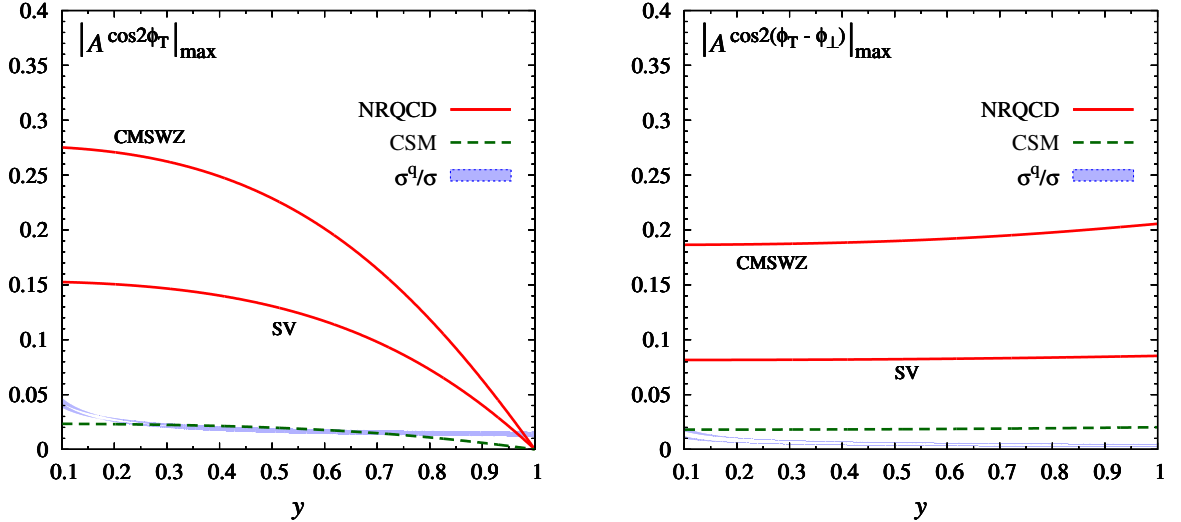 |A^cos2ϕ_T|_max
NRQCD
CSM
σ^q/σ
CMSWZ
SV
0.4
0.35
0.3
0.25
0.2
0.15
0.1
0.05
0
0.1 0.2 0.3 0.4 0.5 0.6 0.7 0.8 0.9 1
y
|A^cos2(ϕ_T - ϕ_⊥)|_max
NRQCD
CSM
σ^q/σ
CMSWZ
SV
0.4
0.35
0.3
0.25
0.2
0.15
0.1
0.05
0
0.1 0.2 0.3 0.4 0.5 0.6 0.7 0.8 0.9 1
y